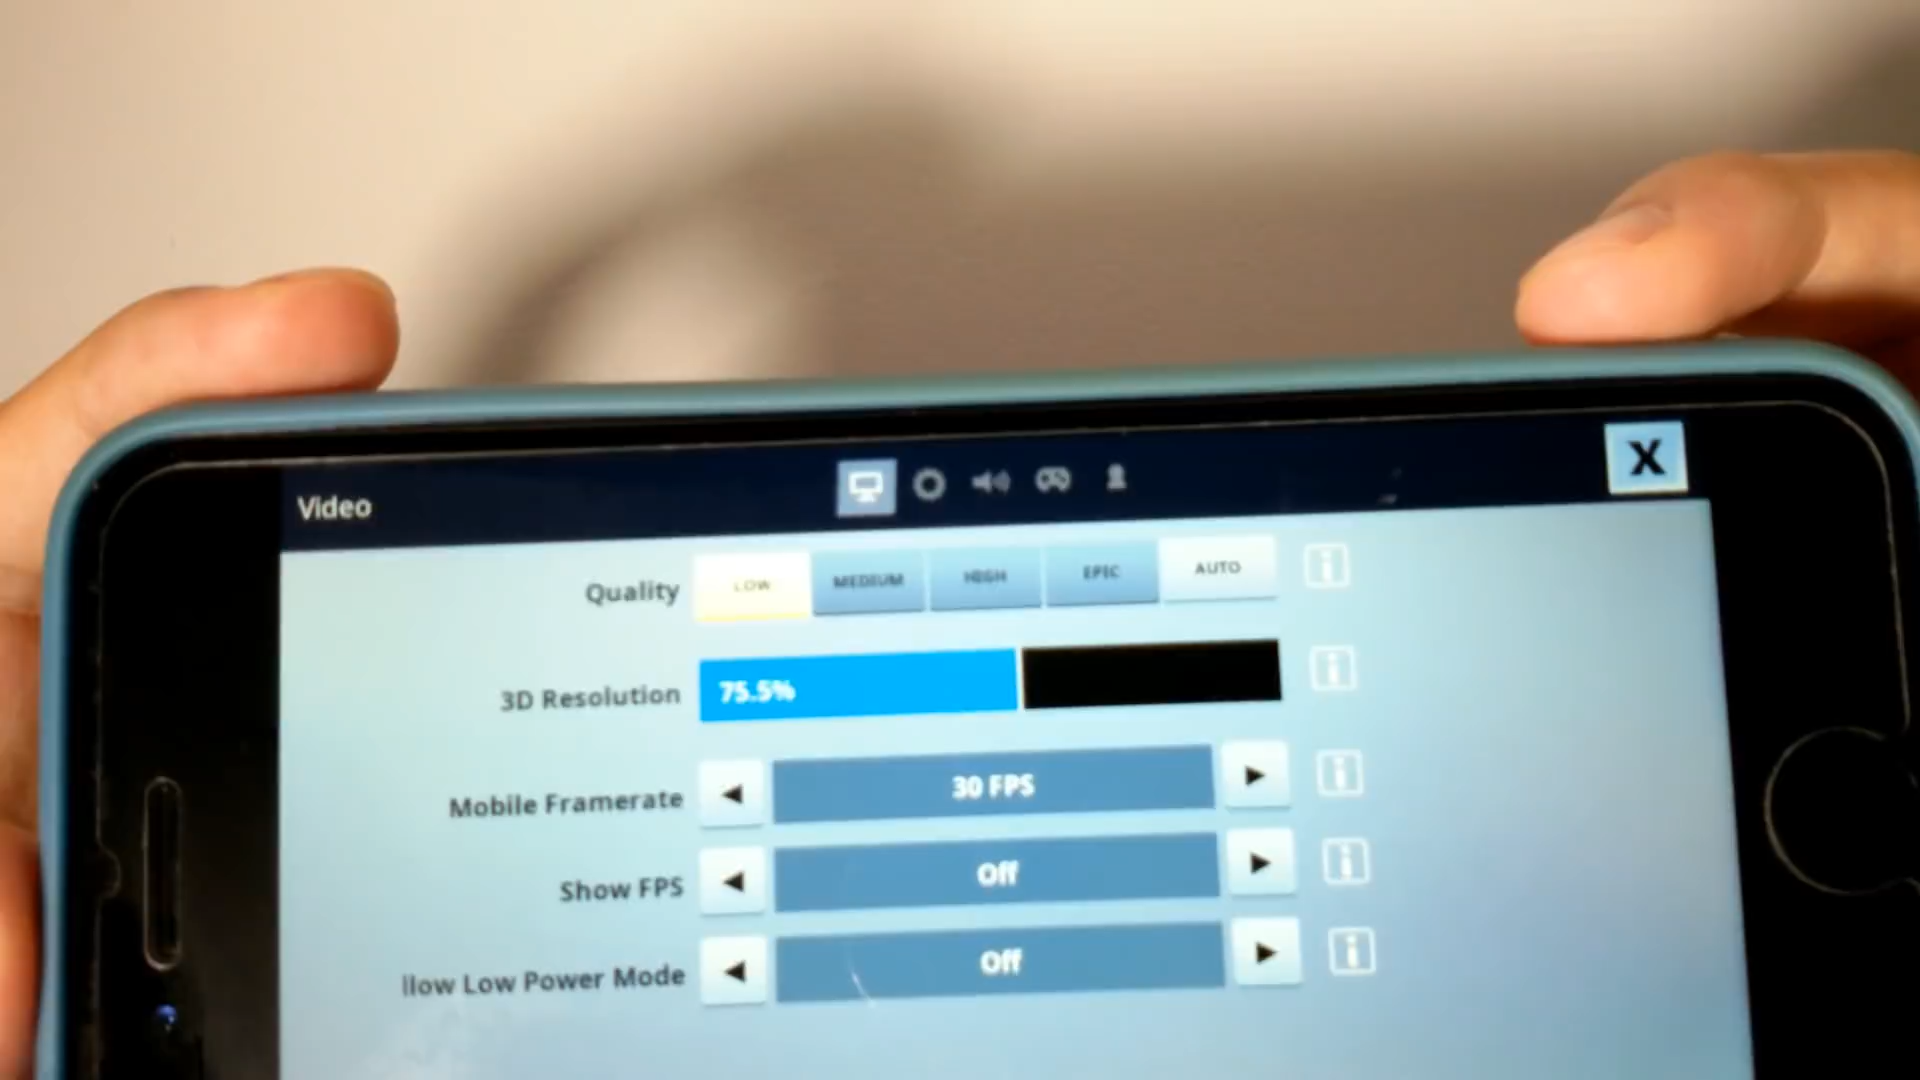 Video
X
Quality LOW MEDIUM HIGH EPIC AUTO
3D Resolution 75.5%
Mobile Framerate 30 FPS
Show FPS Off
llow Low Power Mode Off